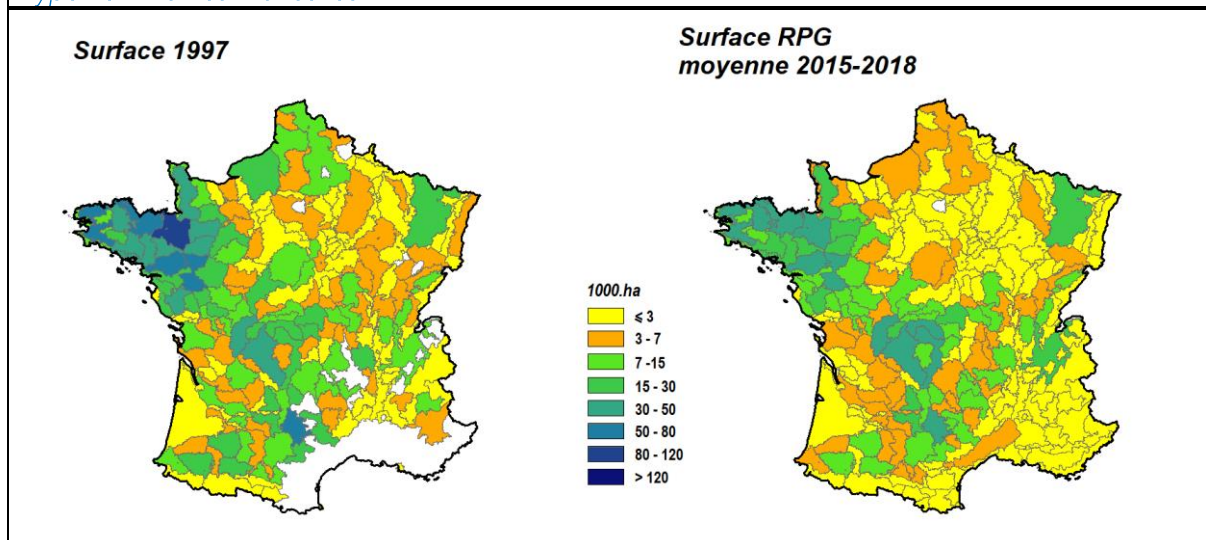 Surface 1997
Surface RPG
moyenne 2015-2018
1000.ha
⩽ 3
3 - 7
7 -15
15 - 30
30 - 50
50 - 80
80 - 120
> 120